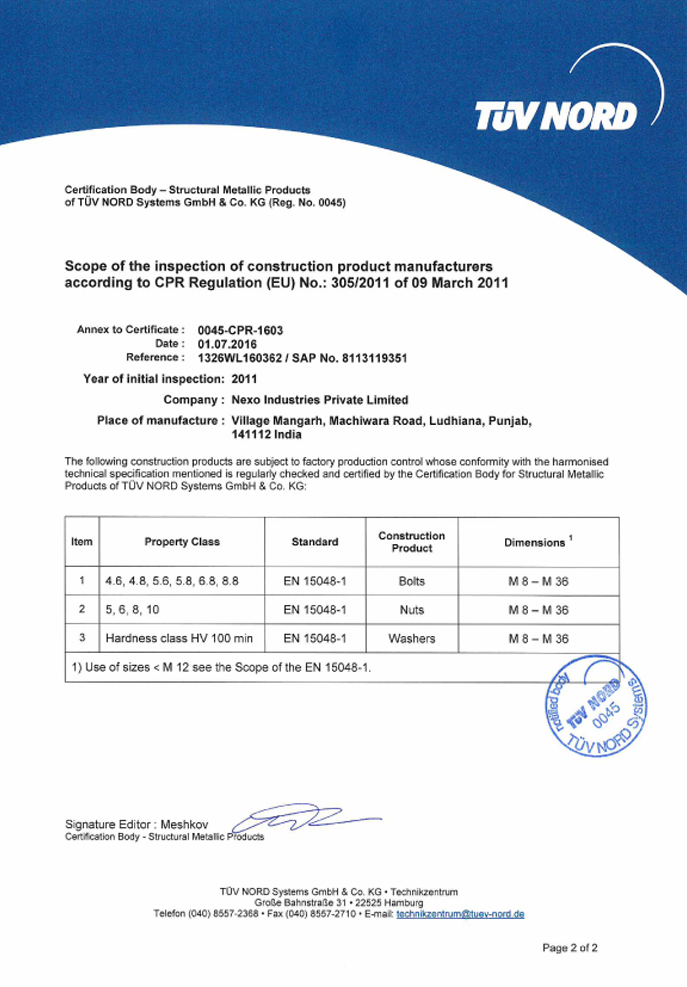 TÜV NORD
Certification Body – Structural Metallic Products
of TÜV NORD Systems GmbH & Co. KG (Reg. No. 0045)
Scope of the inspection of construction product manufacturers
according to CPR Regulation (EU) No.: 305/2011 of 09 March 2011
Annex to Certificate : 0045-CPR-1603
Date : 01.07.2016
Reference : 1326WL160362 / SAP No. 8113119351
Year of initial inspection: 2011
Company : Nexo Industries Private Limited
Place of manufacture : Village Mangarh, Machiwara Road, Ludhiana, Punjab,
141112 India
The following construction products are subject to factory production control whose conformity with the harmonised
technical specification mentioned is regularly checked and certified by the Certification Body for Structural Metallic
Products of TÜV NORD Systems GmbH & Co. KG:
Item Property Class Standard Construction Product Dimensions 1
1 4.6, 4.8, 5.6, 5.8, 6.8, 8.8 EN 15048-1 Bolts M 8 – M 36
2 5, 6, 8, 10 EN 15048-1 Nuts M 8 – M 36
3 Hardness class HV 100 min EN 15048-1 Washers M 8 – M 36
1) Use of sizes < M 12 see the Scope of the EN 15048-1.
notified body
TÜV NORD
0045
TÜV NORD Systems
Signature Editor : Meshkov
Certification Body - Structural Metallic Products
TÜV NORD Systems GmbH & Co. KG • Technikzentrum
Große Bahnstraße 31 • 22525 Hamburg
Telefon (040) 8557-2368 • Fax (040) 8557-2710 • E-mail: technikzentrum@tuev-nord.de
Page 2 of 2